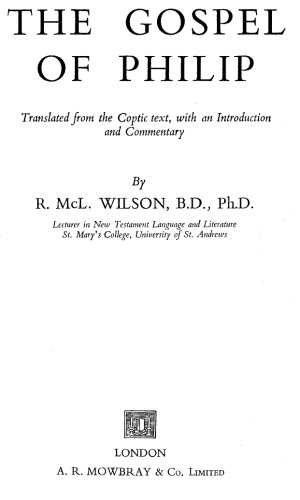 THE GOSPEL
OF PHILIP
Translated from the Coptic text, with an Introduction
and Commentary
By
R. McL. WILSON, B.D., Ph.D.
Lecturer in New Testament Language and Literature
St. Mary's College, University of St. Andrews
LONDON
A. R. MOWBRAY & Co. LIMITED